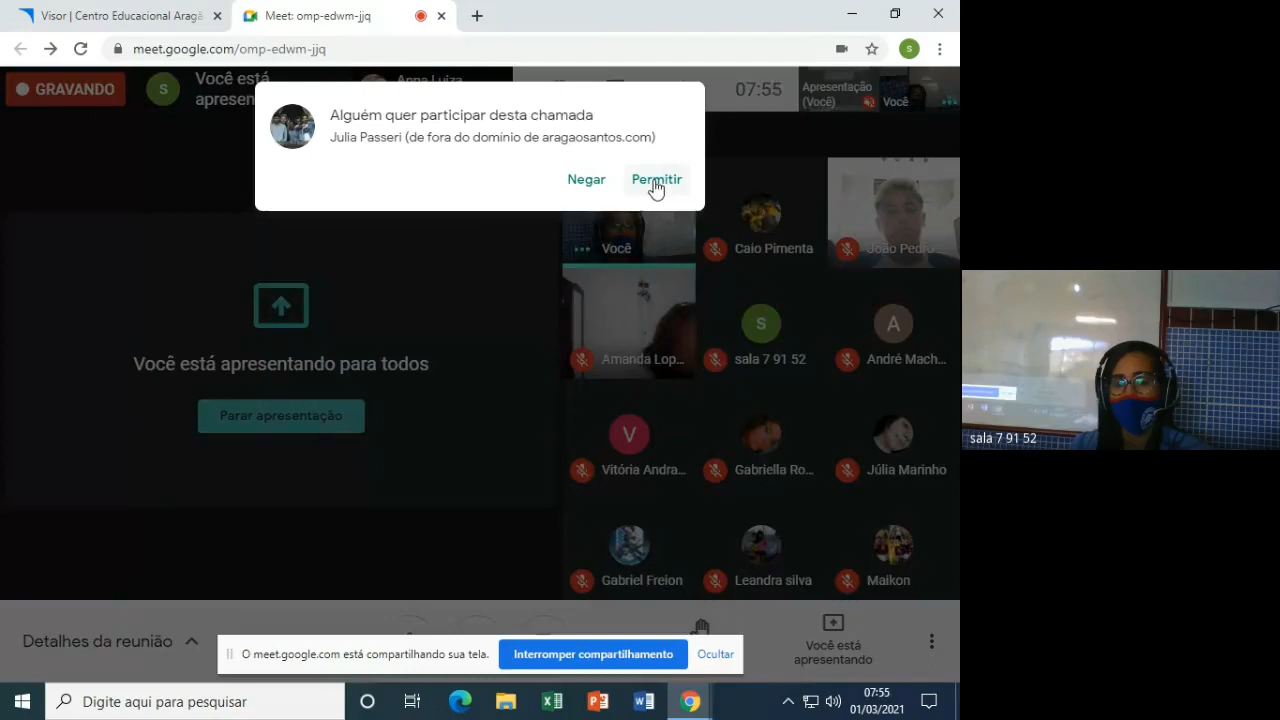 Visor | Centro Educacional Aragã
Meet: omp-edwm-jjq
meet.google.com/omp-edwm-jjq
S
GRAVANDO
S
Você está
apresen
Anna Luiza
07:55
Apresentação
(Você)
Você
Alguém quer participar desta chamada
Julia Passeri (de fora do domínio de aragaosantos.com)
Negar
Permitir
Você
Caio Pimenta
João Pedro
Você está apresentando para todos
Parar apresentação
Amanda Lop...
S
sala 7 91 52
A
André Mach...
V
Vitória Andra...
Gabriella Ro...
Júlia Marinho
Gabriel Freion
Leandra silva
Maikon
sala 7 91 52
Detalhes da reunião
O meet.google.com está compartilhando sua tela.
Interromper compartilhamento
Ocultar
Você está
apresentando
Digite aqui para pesquisar
07:55
01/03/2021